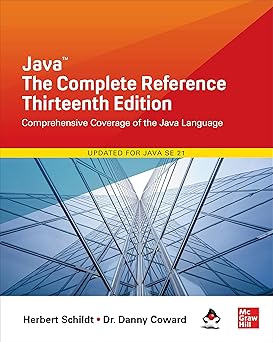 Java™
The Complete Reference
Thirteenth Edition
Comprehensive Coverage of the Java Language
UPDATED FOR JAVA SE 21
Herbert Schildt • Dr. Danny Coward
Mc
Graw
Hill